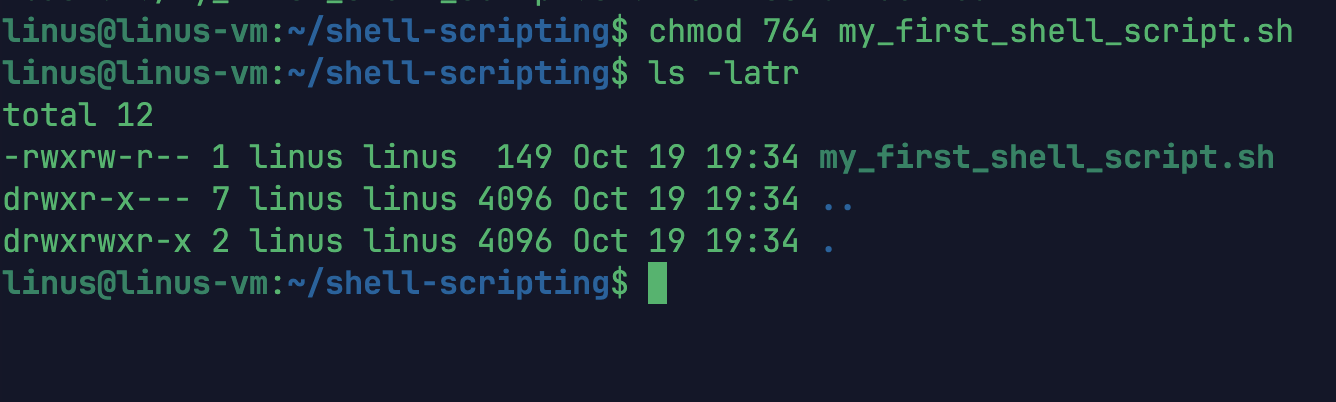 linus@linus-vm:~/shell-scripting$ chmod 764 my_first_shell_script.sh
linus@linus-vm:~/shell-scripting$ ls -latr
total 12
-rwxrw-r-- 1 linus linus  149 Oct 19 19:34 my_first_shell_script.sh
drwxr-x--- 7 linus linus 4096 Oct 19 19:34 ..
drwxrwxr-x 2 linus linus 4096 Oct 19 19:34 .
linus@linus-vm:~/shell-scripting$